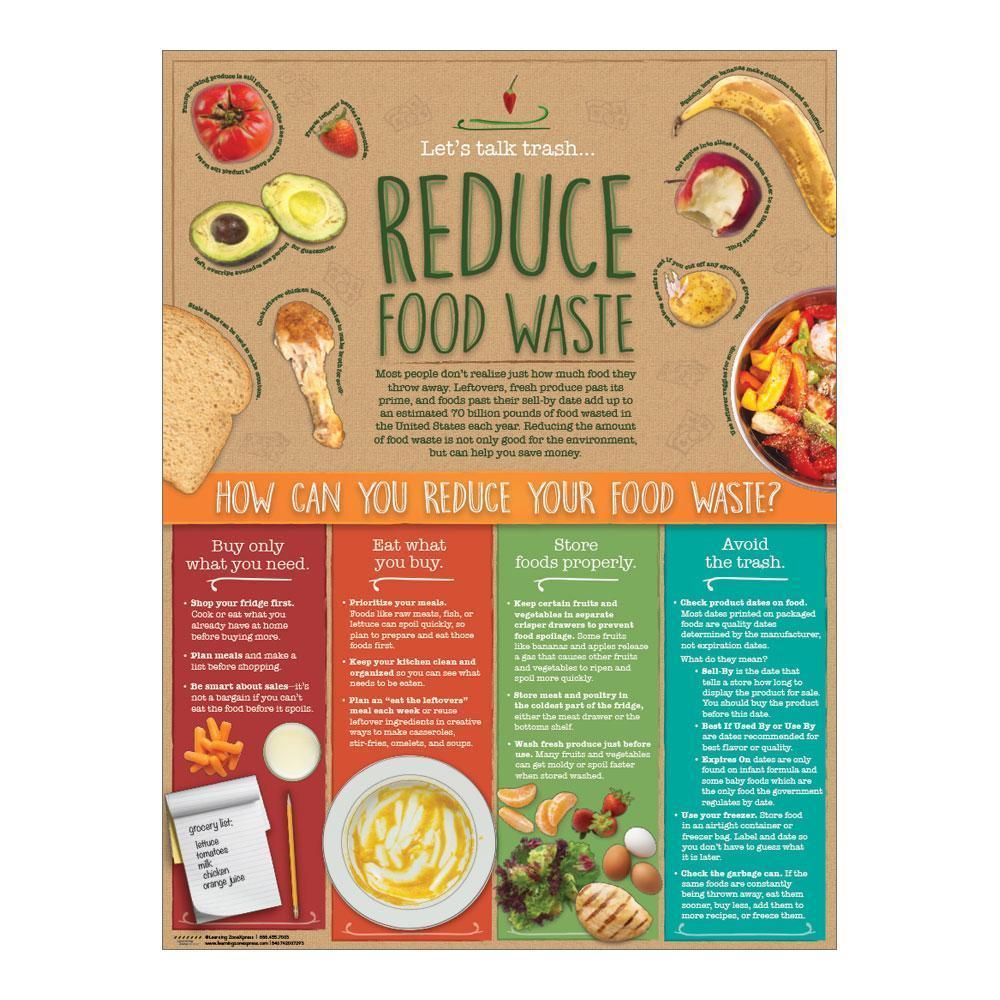 Funny looking produce is still good to eat—the size or shape doesn't impact the taste!
Freeze leftover berries for smoothies.
Squishy, brown bananas make delicious bread or muffins!
Cut apples into slices to make them easier to eat than whole fruit.
Soft, overripe avocados are perfect for guacamole.
Potatoes are safe to eat if you cut off any sprouts or green spots.
Stale bread can be used to make croutons.
Cook leftover chicken bones in water to make broth for soup.
Use leftover veggies for soup.
Let's talk trash...
REDUCE
FOOD WASTE
Most people don't realize just how much food they
throw away. Leftovers, fresh produce past its
prime, and foods past their sell-by date add up to
an estimated 70 billion pounds of food wasted in
the United States each year. Reducing the amount
of food waste is not only good for the environment,
but can help you save money.
HOW CAN YOU REDUCE YOUR FOOD WASTE?
Buy only
what you need.
• Shop your fridge first.
Cook or eat what you
already have at home
before buying more.
• Plan meals and make a
list before shopping.
• Be smart about sales—it's
not a bargain if you can't
eat the food before it spoils.
grocery list:
lettuce
tomatoes
milk
chicken
orange juice
Eat what
you buy.
• Prioritize your meals.
Foods like raw meats, fish, or
lettuce can spoil quickly, so
plan to prepare and eat those
foods first.
• Keep your kitchen clean and
organized so you can see what
needs to be eaten.
• Plan an "eat the leftovers"
meal each week or reuse
leftover ingredients in creative
ways to make casseroles,
stir-fries, omelets, and soups.
Store
foods properly.
• Keep certain fruits and
vegetables in separate
crisper drawers to prevent
food spoilage. Some fruits
like bananas and apples release
a gas that causes other fruits
and vegetables to ripen and
spoil more quickly.
• Store meat and poultry in
the coldest part of the fridge,
either the meat drawer or the
bottoms shelf.
• Wash fresh produce just before
use. Many fruits and vegetables
can get moldy or spoil faster
when stored washed.
Avoid
the trash.
• Check product dates on food.
Most dates printed on packaged
foods are quality dates
determined by the manufacturer,
not expiration dates.
What do they mean?
• Sell-By is the date that
tells a store how long to
display the product for sale.
You should buy the product
before this date.
• Best If Used By or Use By
are dates recommended for
best flavor or quality.
• Expires On dates are only
found on infant formula and
some baby foods which are
the only food the government
regulates by date.
• Use your freezer. Store food
in an airtight container or
freezer bag. Label and date so
you don't have to guess what
it is later.
• Check the garbage can. If the
same foods are constantly
being thrown away, eat them
sooner, buy less, add them to
more recipes, or freeze them.
©Learning ZoneXpress | 888.455.7003
www.learningzonexpress.com